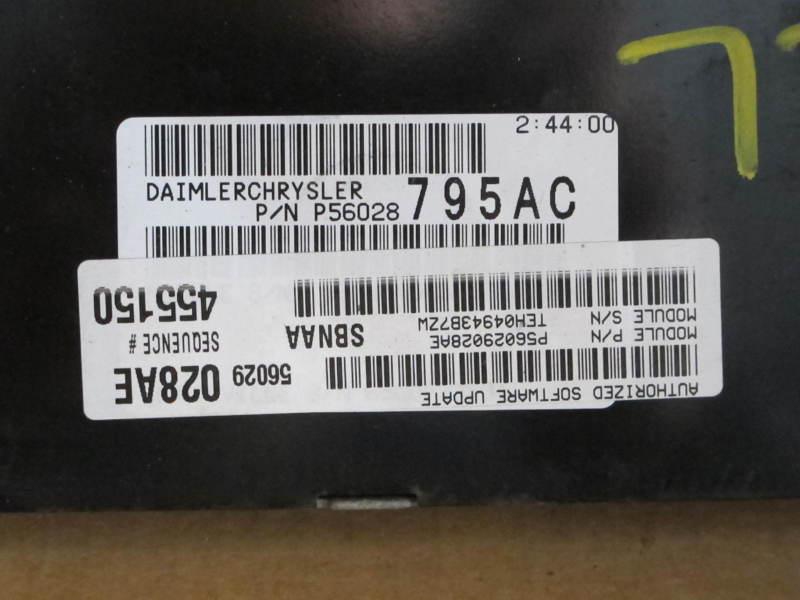 2:44:00
DAIMLERCHRYSLER
P/N P56028 795AC
AUTHORIZED SOFTWARE UPDATE
56029 028AE
MODULE P/N P56029028AE
MODULE S/N TEH04943B7ZW
SBNAA
SEQUENCE # 455150